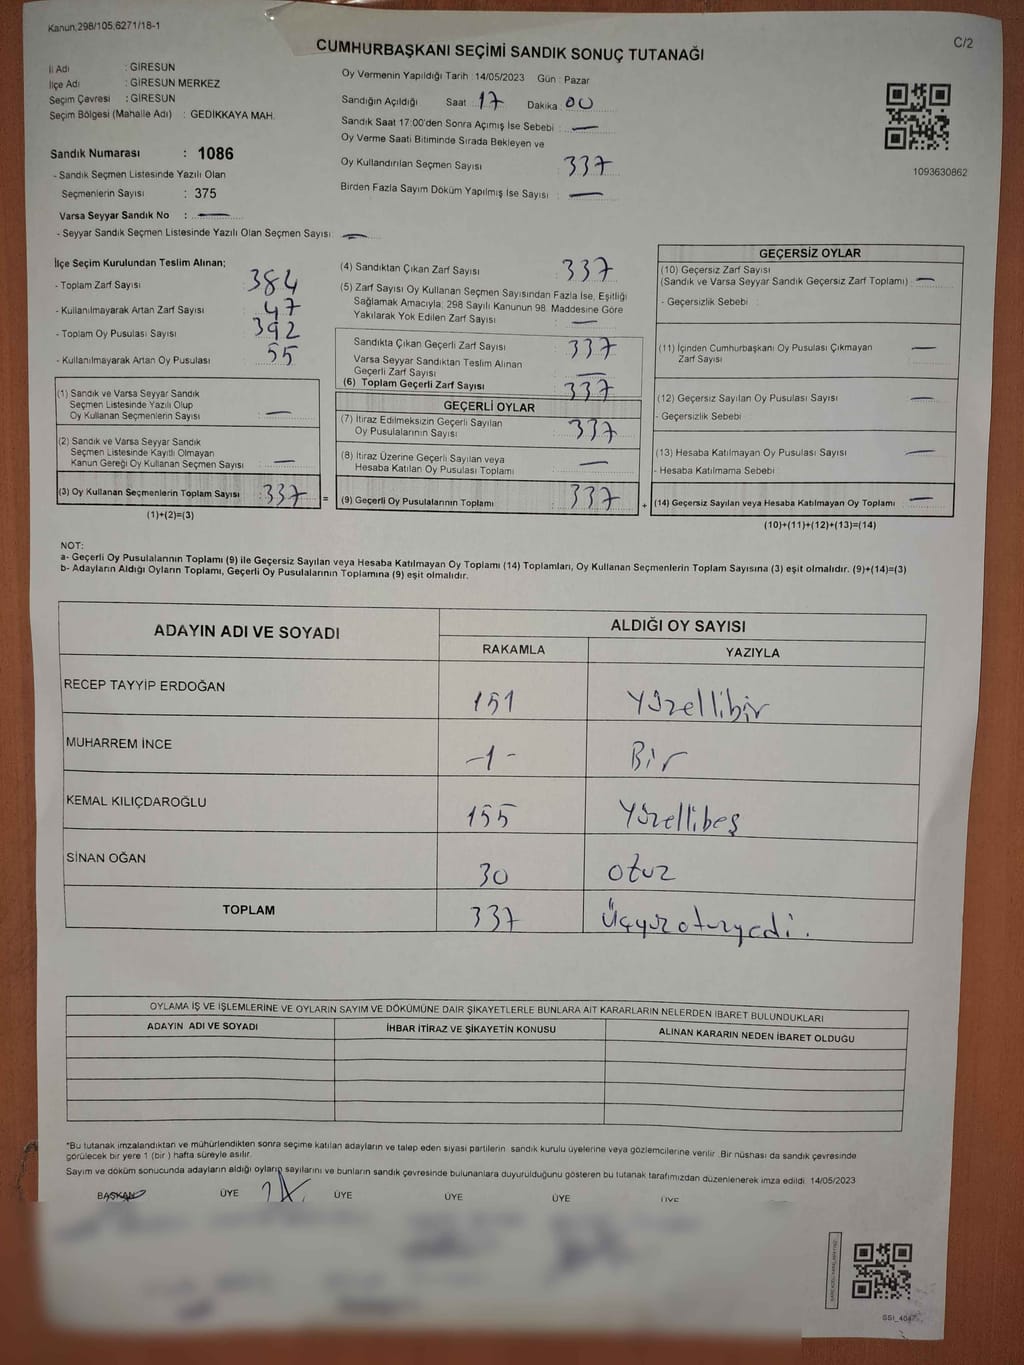 Kanun,298/105,6271/18-1
C/2
CUMHURBAŞKANI SEÇİMİ SANDIK SONUÇ TUTANAĞI
İl Adı : GİRESUN
İlçe Adı : GİRESUN MERKEZ
Seçim Çevresi : GİRESUN
Seçim Bölgesi (Mahalle Adı) : GEDİKKAYA MAH.
Sandık Numarası : 1086
- Sandık Seçmen Listesinde Yazılı Olan
Seçmenlerin Sayısı : 375
Varsa Seyyar Sandık No : —
- Seyyar Sandık Seçmen Listesinde Yazılı Olan Seçmen Sayısı: —
Oy Vermenin Yapıldığı Tarih : 14/05/2023 Gün : Pazar
Sandığın Açıldığı Saat 17 Dakika 00
Sandık Saat 17:00'den Sonra Açımış İse Sebebi : —
Oy Verme Saati Bitiminde Sırada Bekleyen ve
Oy Kullandırılan Seçmen Sayısı 337
Birden Fazla Sayım Döküm Yapılmış İse Sayısı : —
1093630862
İlçe Seçim Kurulundan Teslim Alınan;
- Toplam Zarf Sayısı 384
- Kullanılmayarak Artan Zarf Sayısı 47
- Toplam Oy Pusulası Sayısı 392
- Kullanılmayarak Artan Oy Pusulası 55
(1) Sandık ve Varsa Seyyar Sandık
Seçmen Listesinde Yazılı Olup
Oy Kullanan Seçmenlerin Sayısı —
(2) Sandık ve Varsa Seyyar Sandık
Seçmen Listesinde Kayıtlı Olmayan
Kanun Gereği Oy Kullanan Seçmen Sayısı —
(3) Oy Kullanan Seçmenlerin Toplam Sayısı : 337
(1)+(2)=(3)
=
(4) Sandıktan Çıkan Zarf Sayısı 337
(5) Zarf Sayısı Oy Kullanan Seçmen Sayısından Fazla İse, Eşitliği
Sağlamak Amacıyla; 298 Sayılı Kanunun 98. Maddesine Göre
Yakılarak Yok Edilen Zarf Sayısı —
Sandıkta Çıkan Geçerli Zarf Sayısı 337
Varsa Seyyar Sandıktan Teslim Alınan
Geçerli Zarf Sayısı —
(6) Toplam Geçerli Zarf Sayısı 337
GEÇERLİ OYLAR
(7) İtiraz Edilmeksizin Geçerli Sayılan
Oy Pusulalarının Sayısı 337
(8) İtiraz Üzerine Geçerli Sayılan veya
Hesaba Katılan Oy Pusulası Toplamı —
(9) Geçerli Oy Pusulalarının Toplamı 337
+
GEÇERSİZ OYLAR
(10) Geçersiz Zarf Sayısı
(Sandık ve Varsa Seyyar Sandık Geçersiz Zarf Toplamı) —
- Geçersizlik Sebebi :
(11) İçinden Cumhurbaşkanı Oy Pusulası Çıkmayan
Zarf Sayısı —
(12) Geçersiz Sayılan Oy Pusulası Sayısı —
- Geçersizlik Sebebi
(13) Hesaba Katılmayan Oy Pusulası Sayısı —
- Hesaba Katılmama Sebebi
(14) Geçersiz Sayılan veya Hesaba Katılmayan Oy Toplamı —
(10)+(11)+(12)+(13)=(14)
NOT:
a- Geçerli Oy Pusulalarının Toplamı (9) ile Geçersiz Sayılan veya Hesaba Katılmayan Oy Toplamı (14) Toplamları, Oy Kullanan Seçmenlerin Toplam Sayısına (3) eşit olmalıdır. (9)+(14)=(3)
b- Adayların Aldığı Oyların Toplamı, Geçerli Oy Pusulalarının Toplamına (9) eşit olmalıdır.
ADAYIN ADI VE SOYADI
ALDIĞI OY SAYISI
RAKAMLA YAZIYLA
RECEP TAYYİP ERDOĞAN 151 Yüzellibir
MUHARREM İNCE -1- Bir
KEMAL KILIÇDAROĞLU 155 Yüzellibeş
SİNAN OĞAN 30 otuz
TOPLAM 337 Üçyüzotuzyedi.
OYLAMA İŞ VE İŞLEMLERİNE VE OYLARIN SAYIM VE DÖKÜMÜNE DAİR ŞİKAYETLERLE BUNLARA AİT KARARLARIN NELERDEN İBARET BULUNDUKLARI
ADAYIN ADI VE SOYADI İHBAR İTİRAZ VE ŞİKAYETİN KONUSU ALINAN KARARIN NEDEN İBARET OLDUĞU
*Bu tutanak imzalandıktan ve mühürlendikten sonra seçime katılan adayların ve talep eden siyasi partilerin sandık kurulu üyelerine veya gözlemcilerine verilir. Bir nüshası da sandık çevresinde
görülecek bir yere 1 (bir ) hafta süreyle asılır.
Sayım ve döküm sonucunda adayların aldığı oyların sayılarını ve bunların sandık çevresinde bulunanlara duyurulduğunu gösteren bu tutanak tarafımızdan düzenlenerek imza edildi. 14/05/2023
BAŞKAN ÜYE ÜYE ÜYE ÜYE ÜYE